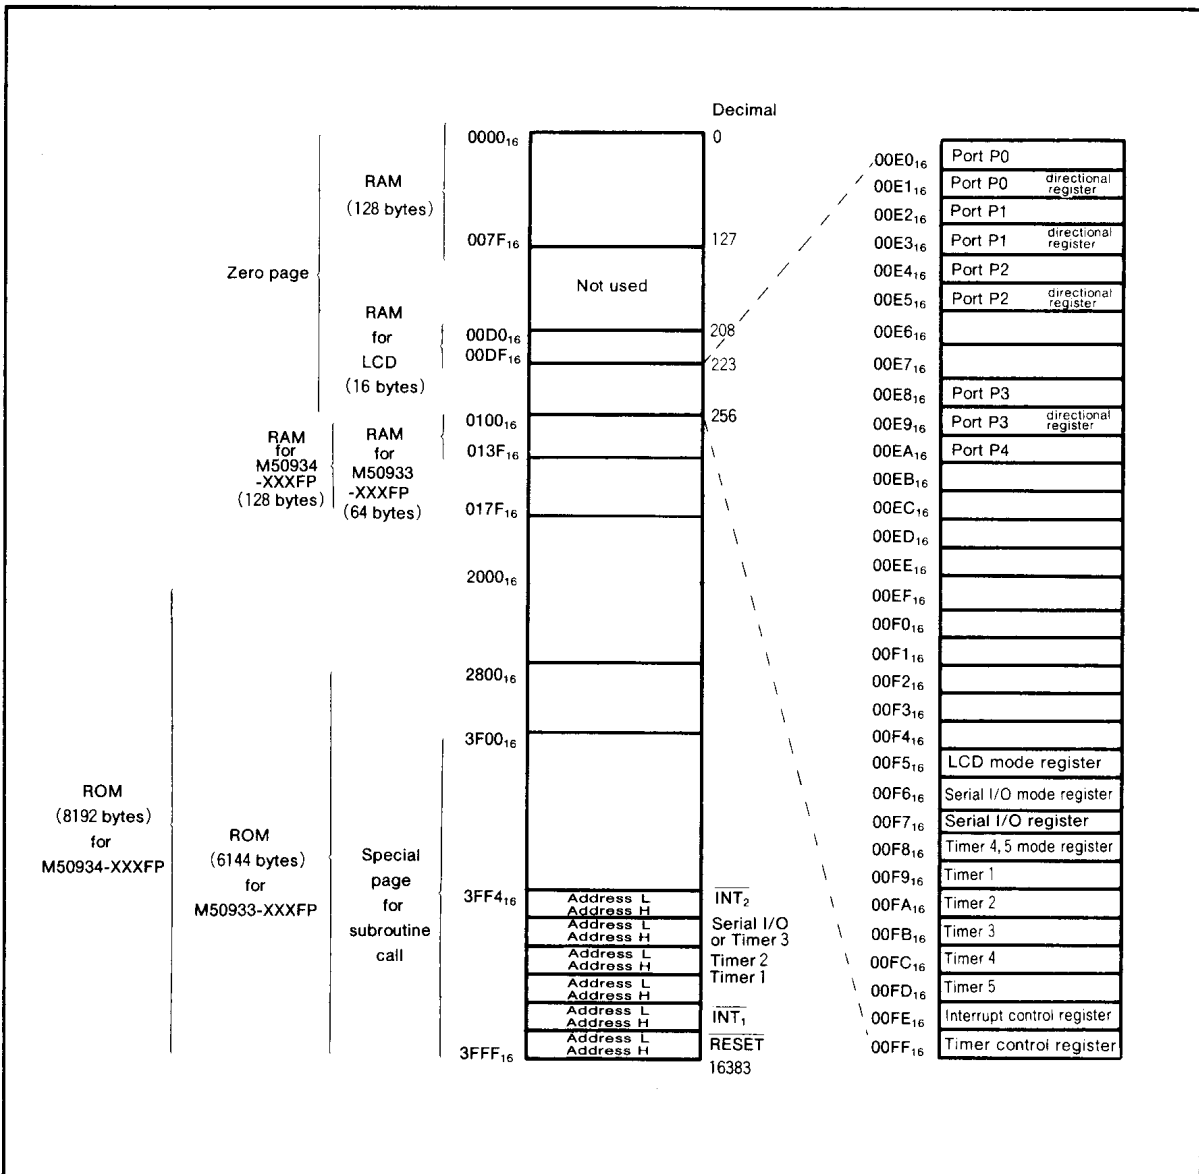 Decimal
0000₁₆ 0
RAM
(128 bytes)
007F₁₆ 127
Zero page
Not used
RAM
for
LCD
(16 bytes)
00D0₁₆ 208
00DF₁₆ 223
0100₁₆ 256
RAM
for
M50934
-XXXFP
(128 bytes)
RAM
for
M50933
-XXXFP
(64 bytes)
013F₁₆
017F₁₆
2000₁₆
2800₁₆
3F00₁₆
ROM
(8192 bytes)
for
M50934-XXXFP
ROM
(6144 bytes)
for
M50933-XXXFP
Special
page
for
subroutine
call
3FF4₁₆
Address L
Address H
INT₂
Address L
Address H
Serial I/O
or Timer 3
Address L
Address H
Timer 2
Address L
Address H
Timer 1
Address L
Address H
INT₁
Address L
Address H
RESET
3FFF₁₆
16383
00E0₁₆ Port P0
00E1₁₆ Port P0 directional
register
00E2₁₆ Port P1
00E3₁₆ Port P1 directional
register
00E4₁₆ Port P2
00E5₁₆ Port P2 directional
register
00E6₁₆
00E7₁₆
00E8₁₆ Port P3
00E9₁₆ Port P3 directional
register
00EA₁₆ Port P4
00EB₁₆
00EC₁₆
00ED₁₆
00EE₁₆
00EF₁₆
00F0₁₆
00F1₁₆
00F2₁₆
00F3₁₆
00F4₁₆
00F5₁₆ LCD mode register
00F6₁₆ Serial I/O mode register
00F7₁₆ Serial I/O register
00F8₁₆ Timer 4,5 mode register
00F9₁₆ Timer 1
00FA₁₆ Timer 2
00FB₁₆ Timer 3
00FC₁₆ Timer 4
00FD₁₆ Timer 5
00FE₁₆ Interrupt control register
00FF₁₆ Timer control register